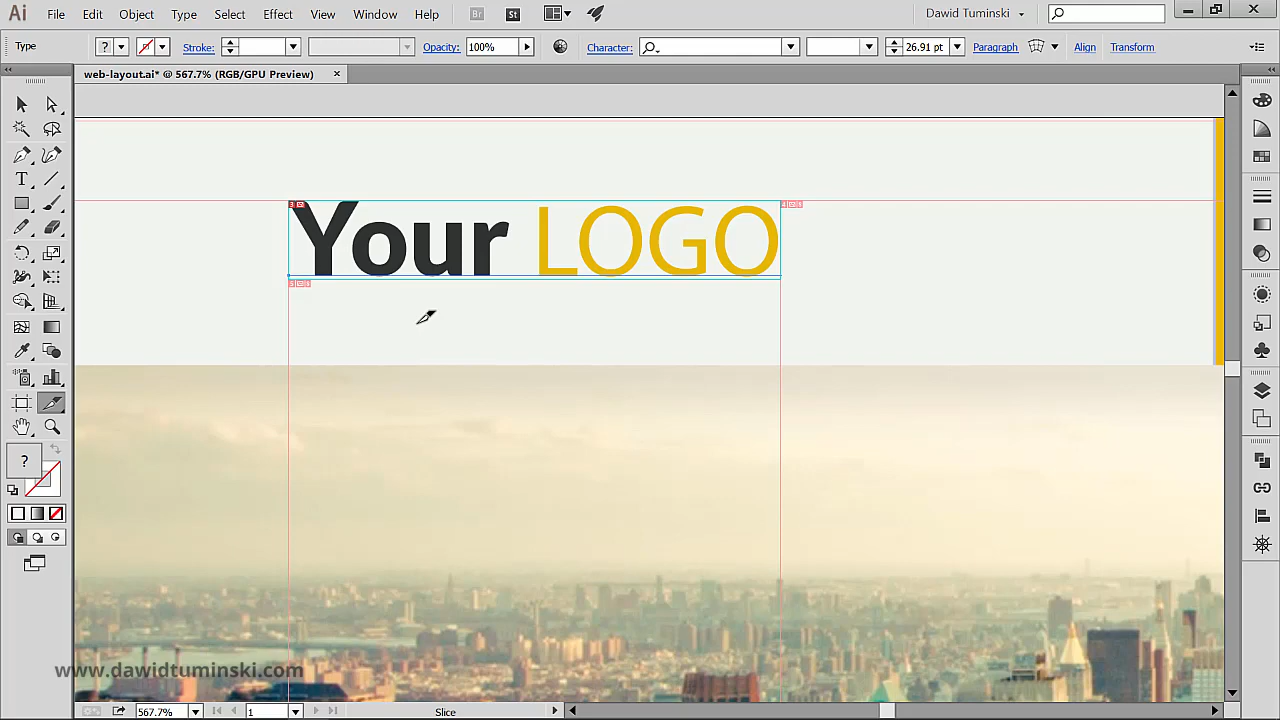 Ai File Edit Object Type Select Effect View Window Help Br St Dawid Tuminski
Type ? Stroke: Opacity: 100% Character: 26.91 pt Paragraph Align Transform
web-layout.ai* @ 567.7% (RGB/GPU Preview) ×
Your LOGO
T
?
www.dawidtuminski.com
567.7% 1 Slice